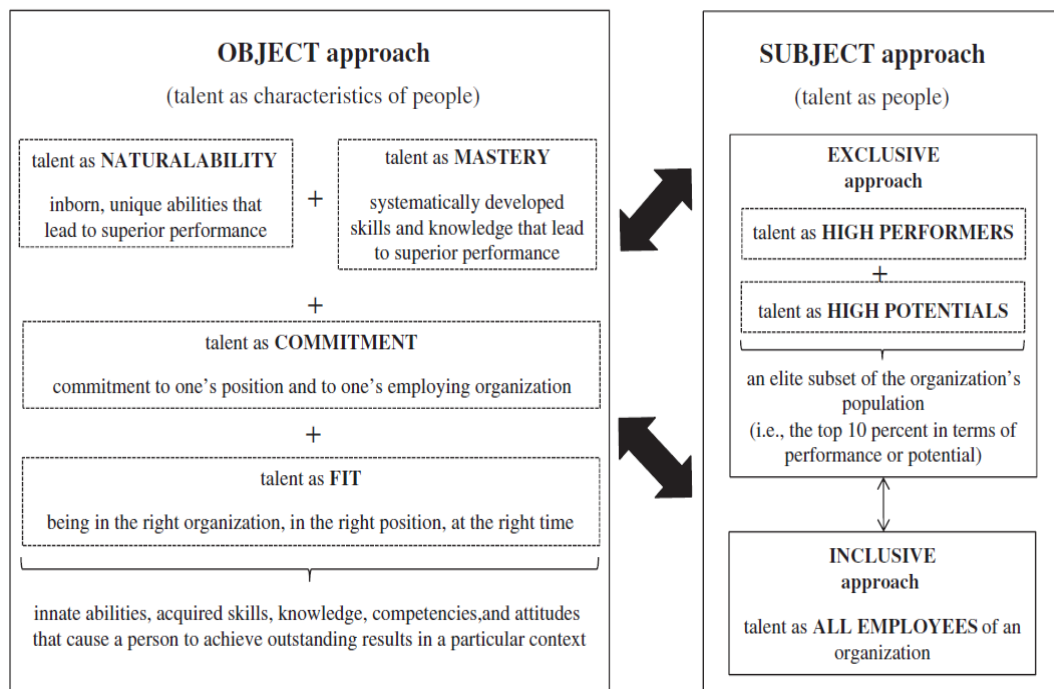 OBJECT approach
(talent as characteristics of people)
talent as NATURALABILITY
inborn, unique abilities that
lead to superior performance
+
talent as MASTERY
systematically developed
skills and knowledge that lead
to superior performance
+
talent as COMMITMENT
commitment to one's position and to one's employing organization
+
talent as FIT
being in the right organization, in the right position, at the right time
innate abilities, acquired skills, knowledge, competencies,and attitudes
that cause a person to achieve outstanding results in a particular context
SUBJECT approach
(talent as people)
EXCLUSIVE
approach
talent as HIGH PERFORMERS
+
talent as HIGH POTENTIALS
an elite subset of the organization's
population
(i.e., the top 10 percent in terms of
performance or potential)
INCLUSIVE
approach
talent as ALL EMPLOYEES of an
organization